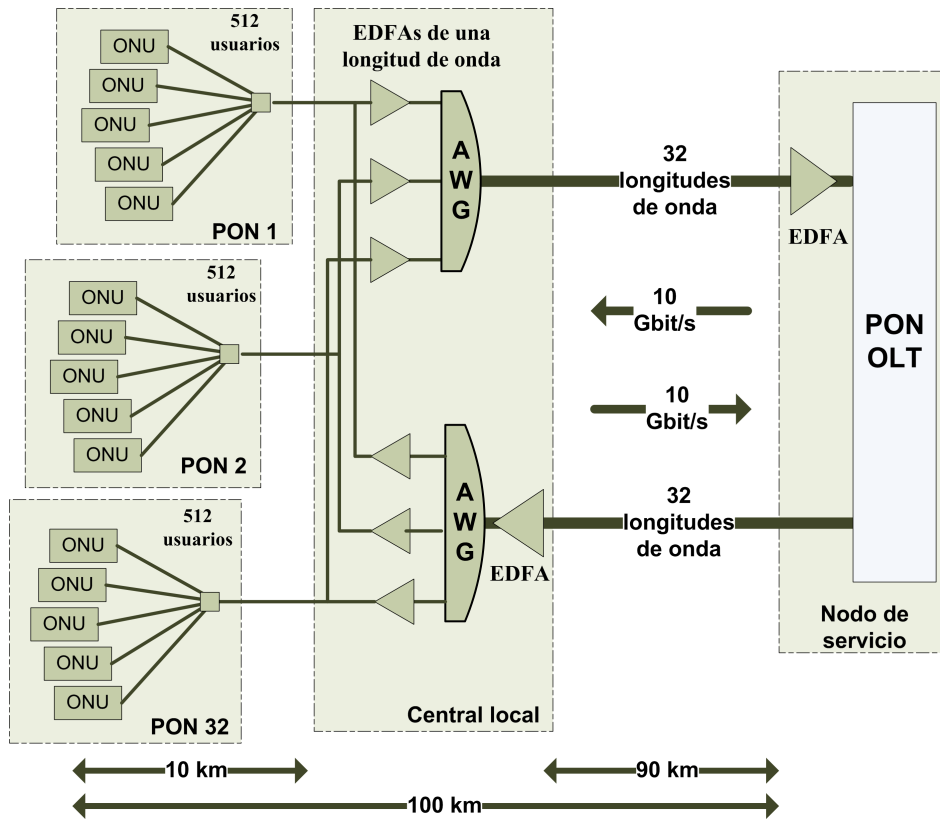 512
usuarios
ONU
ONU
ONU
ONU
ONU
PON 1
512
usuarios
ONU
ONU
ONU
ONU
ONU
PON 2
512
usuarios
ONU
ONU
ONU
ONU
ONU
PON 32
EDFAs de una
longitud de onda
A
W
G
A
W
G
EDFA
Central local
32
longitudes
de onda
10
Gbit/s
10
Gbit/s
32
longitudes
de onda
EDFA
PON
OLT
Nodo de
servicio
10 km
90 km
100 km